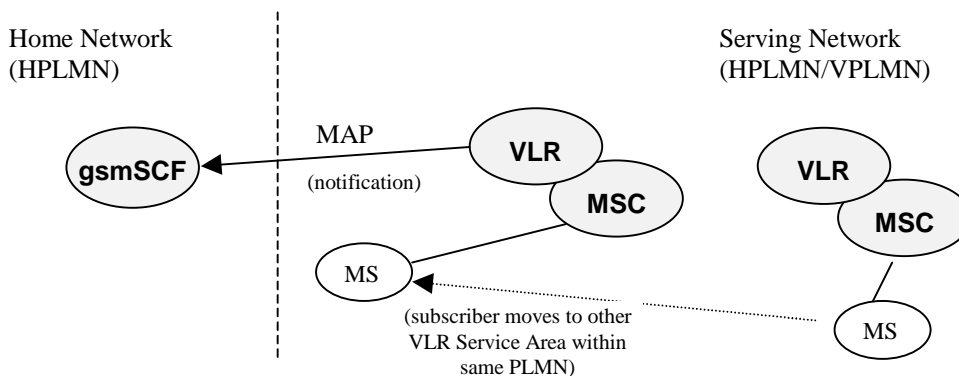 Home Network
(HPLMN)
Serving Network
(HPLMN/VPLMN)
MAP
(notification)
gsmSCF
VLR
MSC
VLR
MSC
MS
MS
(subscriber moves to other
VLR Service Area within
same PLMN)